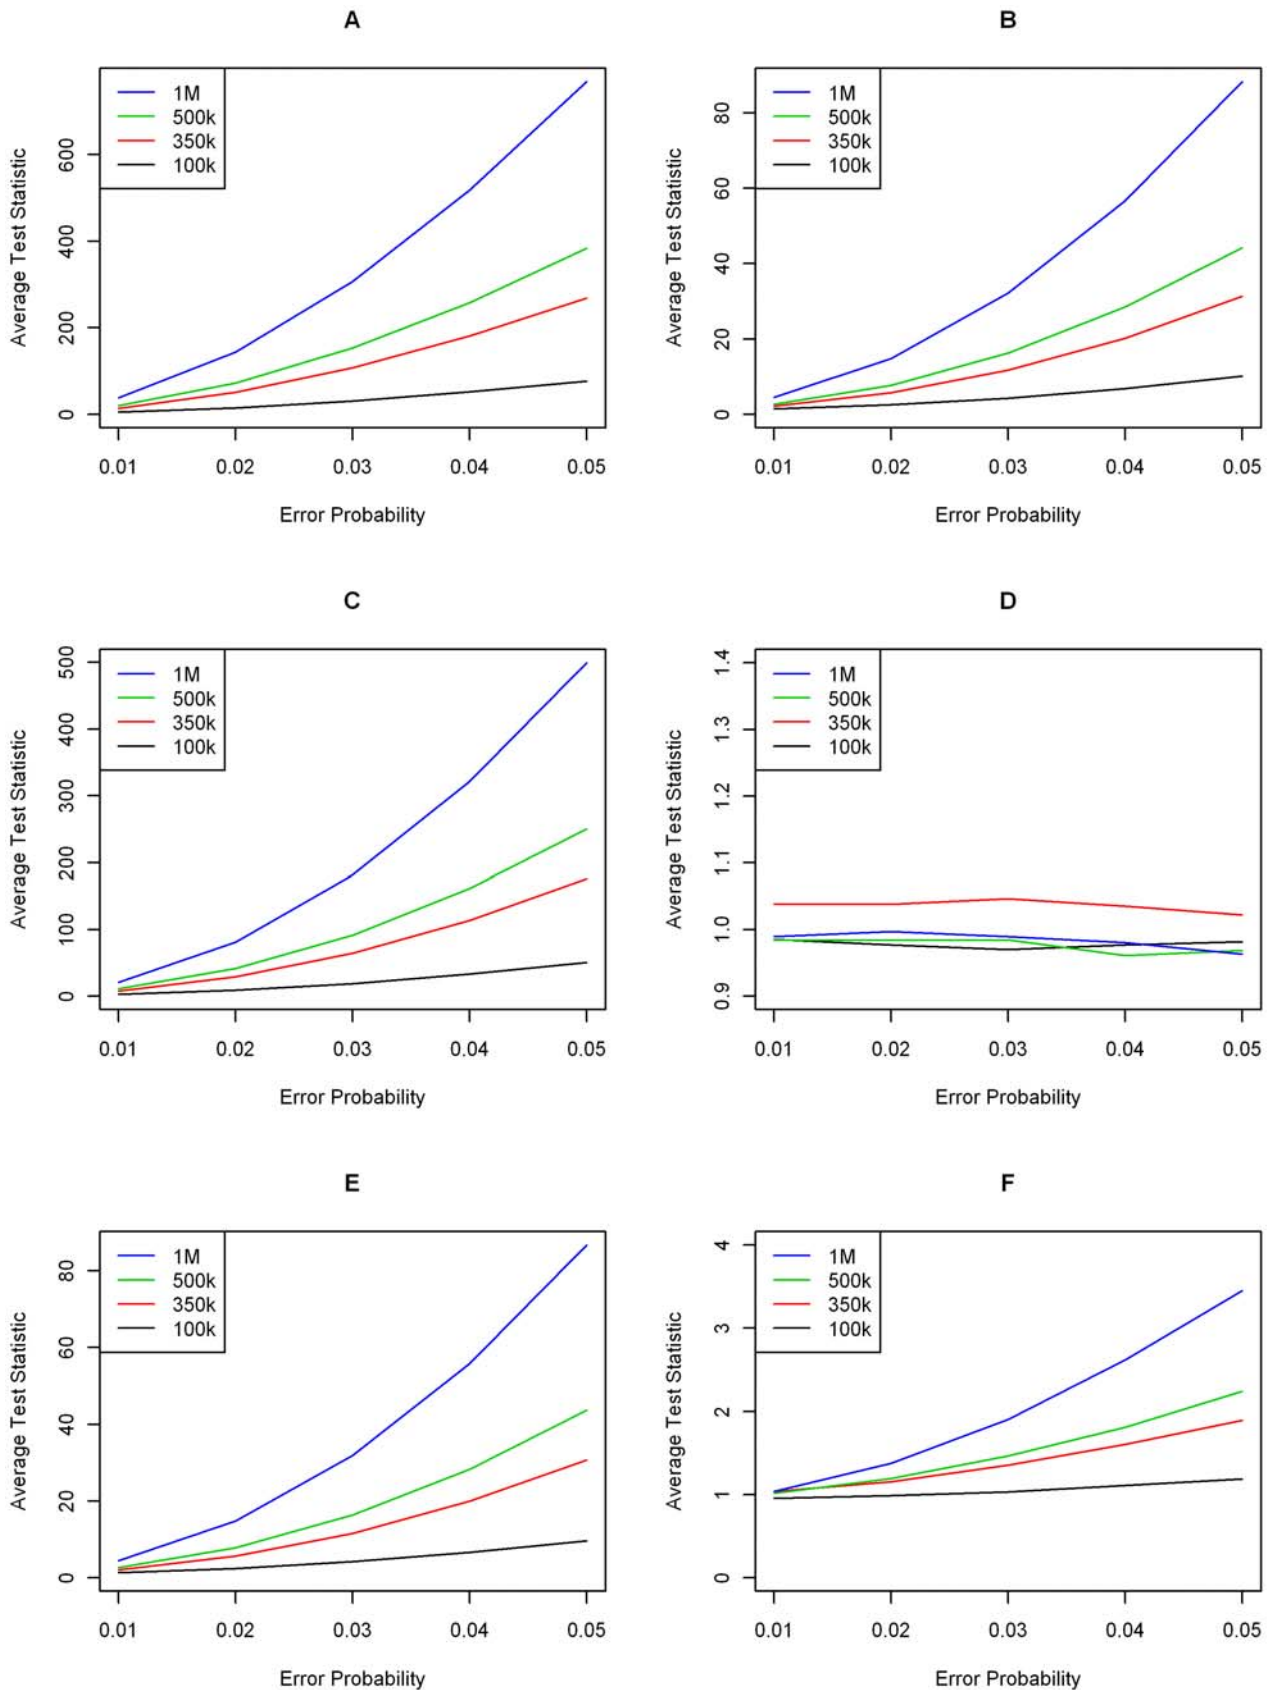 A
1M
500k
350k
100k
Average Test Statistic
600
400
200
0
0.01 0.02 0.03 0.04 0.05
Error Probability
B
1M
500k
350k
100k
Average Test Statistic
80
60
40
20
0
0.01 0.02 0.03 0.04 0.05
Error Probability
C
1M
500k
350k
100k
Average Test Statistic
500
400
300
200
100
0
0.01 0.02 0.03 0.04 0.05
Error Probability
D
1M
500k
350k
100k
Average Test Statistic
1.4
1.3
1.2
1.1
1.0
0.9
0.01 0.02 0.03 0.04 0.05
Error Probability
E
1M
500k
350k
100k
Average Test Statistic
80
60
40
20
0
0.01 0.02 0.03 0.04 0.05
Error Probability
F
1M
500k
350k
100k
Average Test Statistic
4
3
2
1
0
0.01 0.02 0.03 0.04 0.05
Error Probability